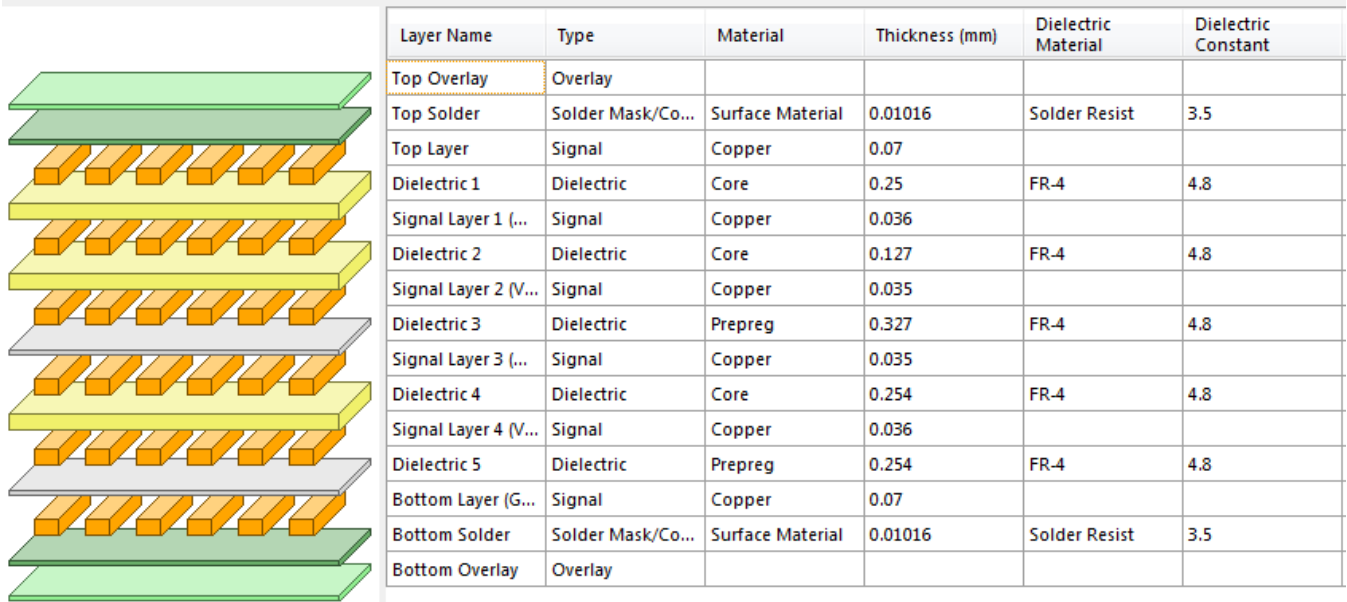 Layer Name Type Material Thickness (mm) Dielectric Material Dielectric Constant
Top Overlay Overlay
Top Solder Solder Mask/Co... Surface Material 0.01016 Solder Resist 3.5
Top Layer Signal Copper 0.07
Dielectric 1 Dielectric Core 0.25 FR-4 4.8
Signal Layer 1 (... Signal Copper 0.036
Dielectric 2 Dielectric Core 0.127 FR-4 4.8
Signal Layer 2 (V... Signal Copper 0.035
Dielectric 3 Dielectric Prepreg 0.327 FR-4 4.8
Signal Layer 3 (... Signal Copper 0.035
Dielectric 4 Dielectric Core 0.254 FR-4 4.8
Signal Layer 4 (V... Signal Copper 0.036
Dielectric 5 Dielectric Prepreg 0.254 FR-4 4.8
Bottom Layer (G... Signal Copper 0.07
Bottom Solder Solder Mask/Co... Surface Material 0.01016 Solder Resist 3.5
Bottom Overlay Overlay